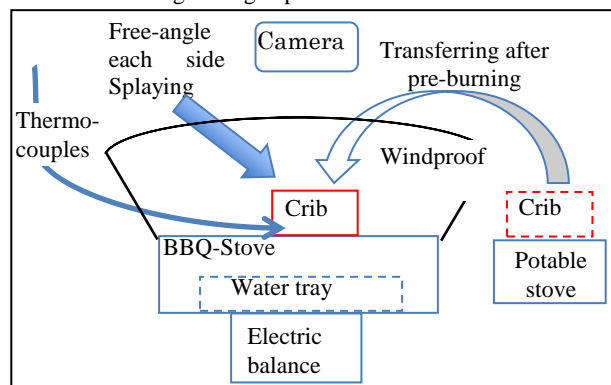 Free-angle
each side
Splaying
Camera
Transferring after
pre-burning
Thermo-
couples
Windproof
Crib
Crib
BBQ-Stove
Water tray
Potable
stove
Electric
balance